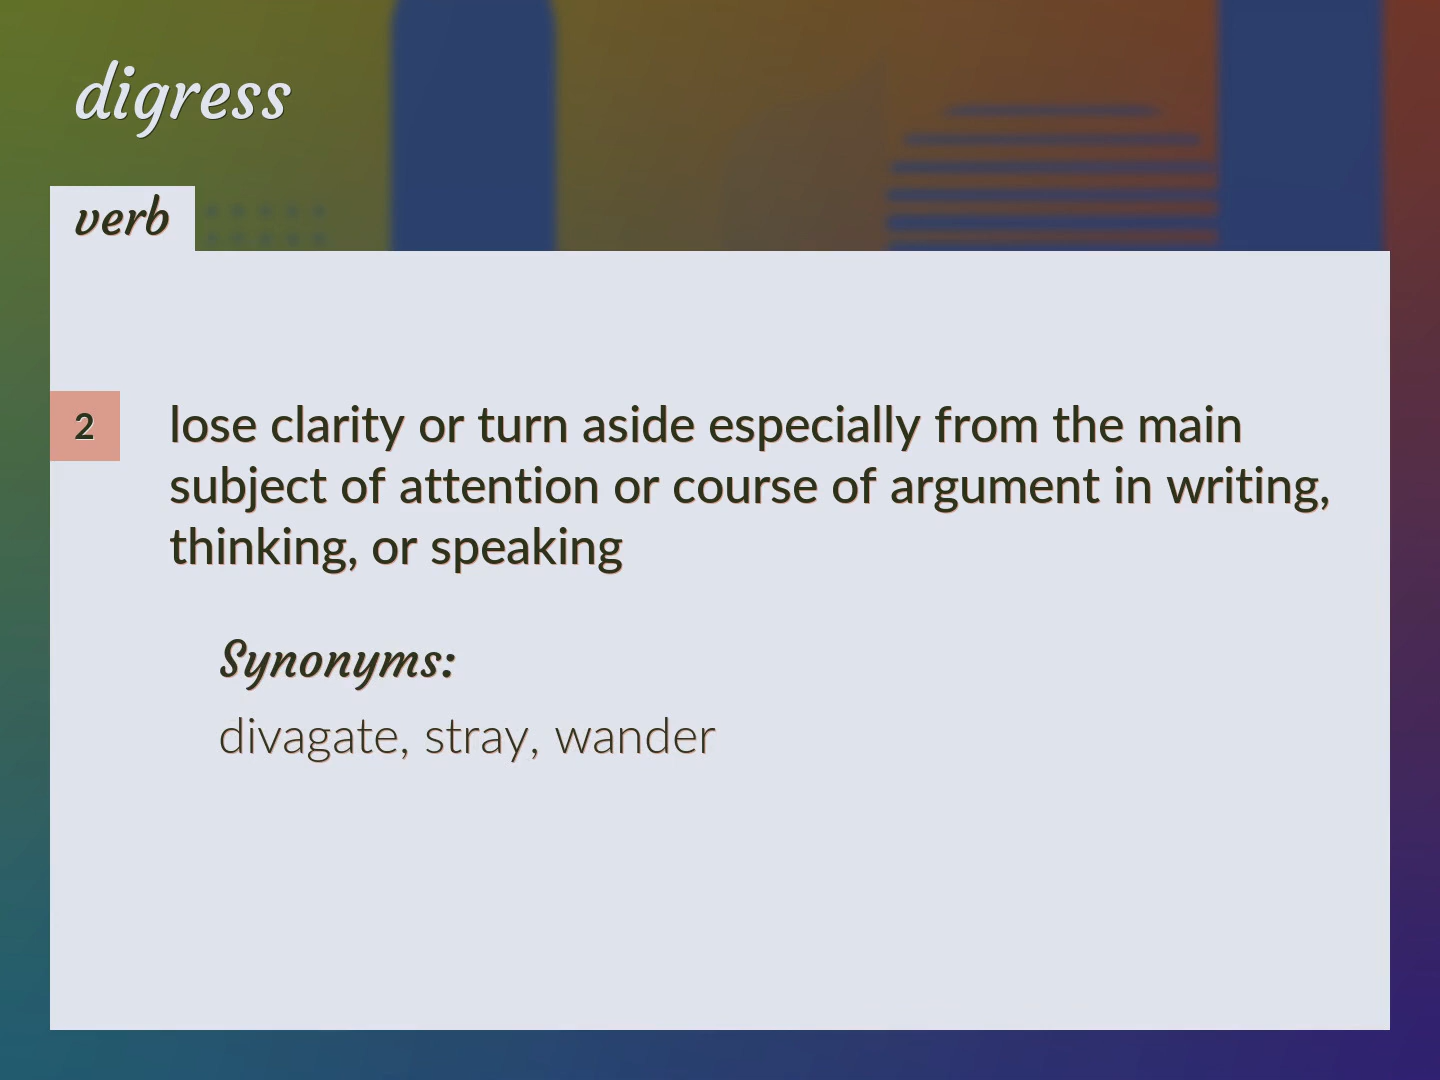 digress
verb
2
lose clarity or turn aside especially from the main
subject of attention or course of argument in writing,
thinking, or speaking
Synonyms:
divagate, stray, wander